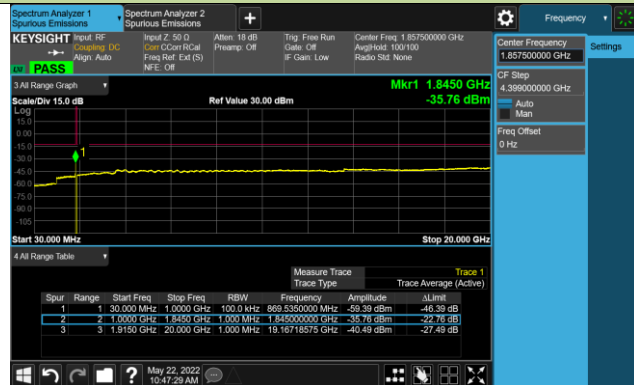 Spectrum Analyzer 1
Spurious Emissions
Spectrum Analyzer 2
Spurious Emissions
+
Frequency
KEYSIGHT Input: RF
Coupling: DC
Align: Auto
Input Z: 50 Ω
Corr CCorr RCal
Freq Ref: Ext (S)
NFE: Off
Atten: 18 dB
Preamp: Off
Trig: Free Run
Gate: Off
IF Gain: Low
Center Freq: 1.857500000 GHz
Avg|Hold: 100/100
Radio Std: None
LW PASS
Center Frequency
1.857500000 GHz
Settings
CF Step
4.399000000 GHz
Auto
Man
Freq Offset
0 Hz
3 All Range Graph
Mkr1 1.8450 GHz
Scale/Div 15.0 dB
Ref Value 30.00 dBm
-35.76 dBm
Log
15.0
0.00
-15.0
1
-30.0
-45.0
-60.0
-75.0
-90.0
-105
Start 30.000 MHz
Stop 20.000 GHz
4 All Range Table
Measure Trace Trace 1
Trace Type Trace Average (Active)
Spur Range Start Freq Stop Freq RBW Frequency Amplitude ΔLimit
1 1 30.000 MHz 1.0000 GHz 100.0 kHz 869.5350000 MHz -59.39 dBm -46.39 dB
2 2 1.0000 GHz 1.8450 GHz 1.000 MHz 1.845000000 GHz -35.76 dBm -22.76 dB
3 3 1.9150 GHz 20.000 GHz 1.000 MHz 19.16718575 GHz -40.49 dBm -27.49 dB
?
May 22, 2022
10:47:29 AM